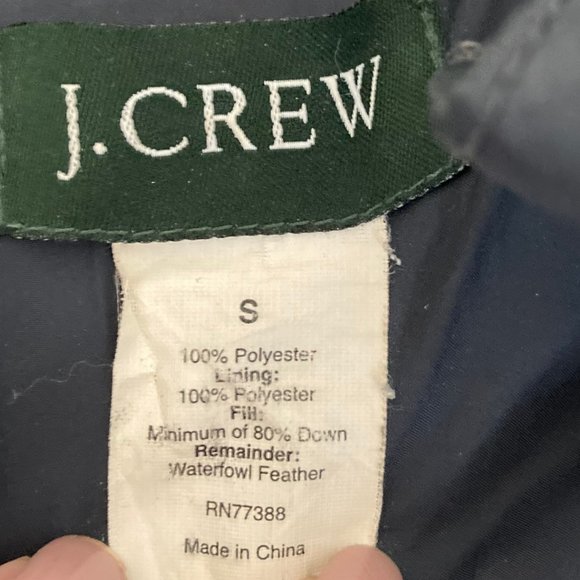 J.CREW
S
100% Polyester
Lining:
100% Polyester
Fill:
Minimum of 80% Down
Remainder:
Waterfowl Feather
RN77388
Made in China